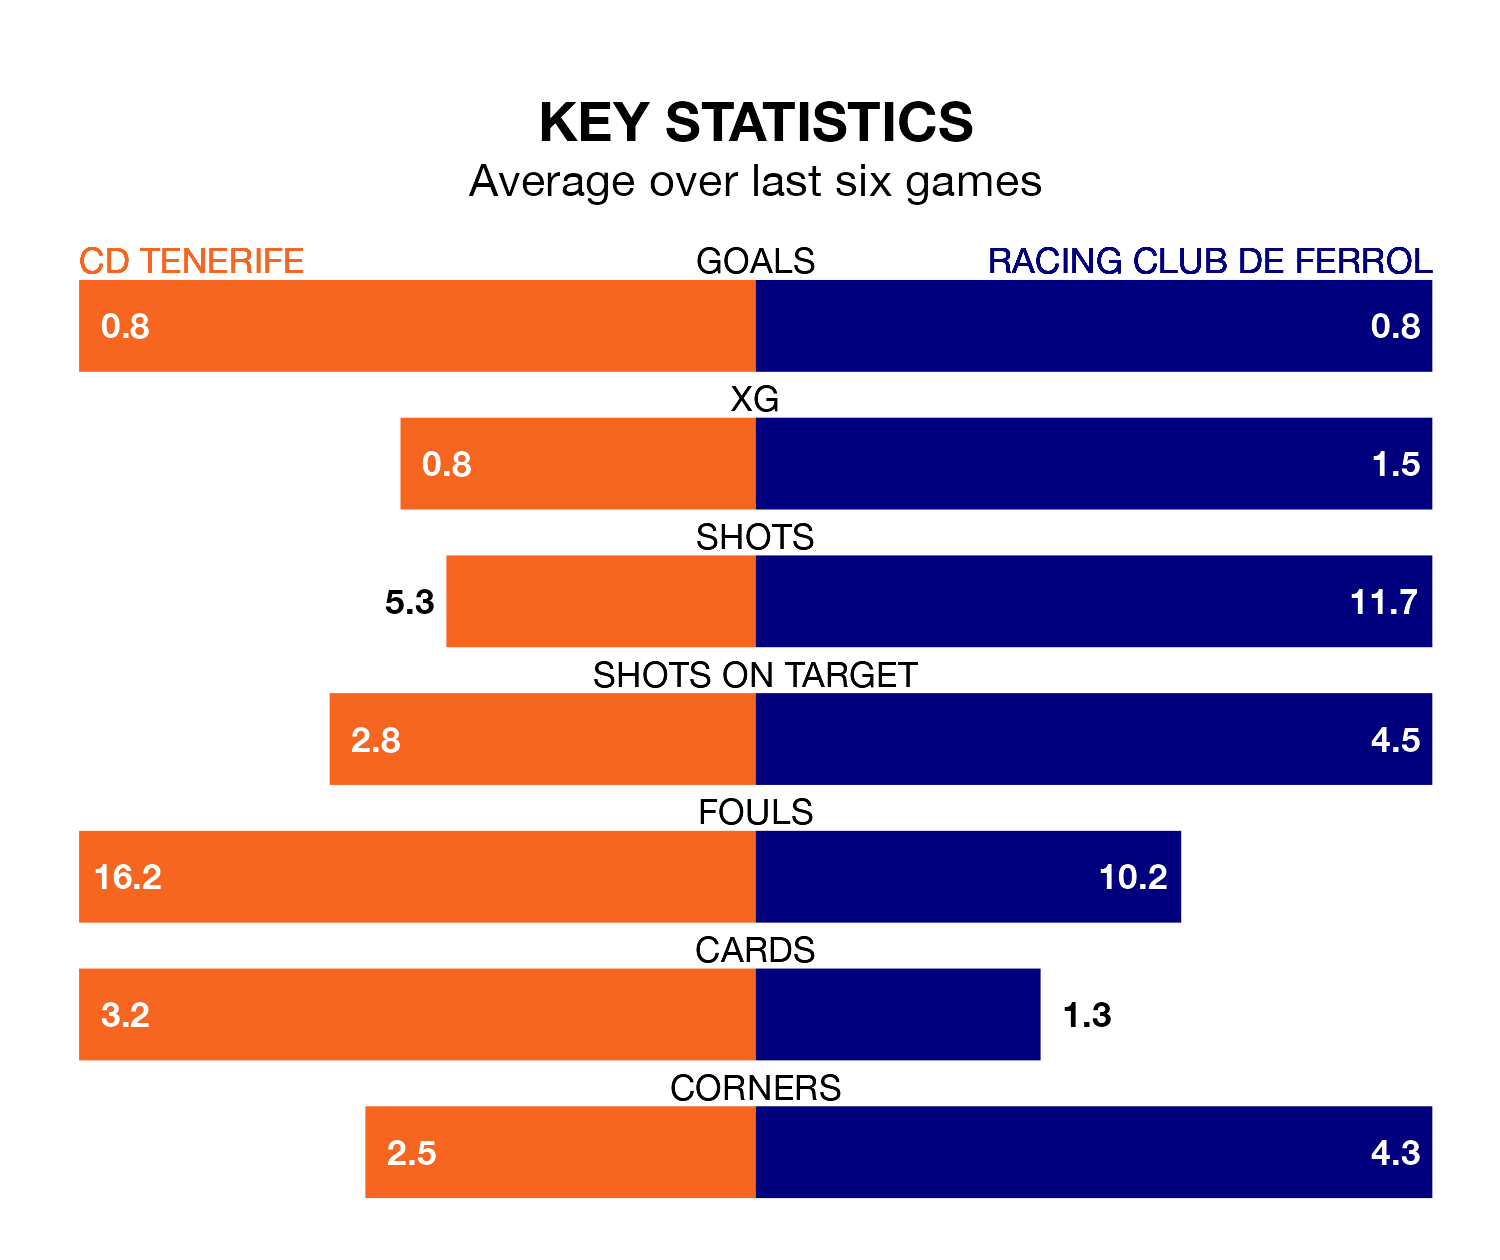 KEY STATISTICS
Average over last six games
CD TENERIFE GOALS RACING CLUB DE FERROL
0.8 0.8
XG
0.8 1.5
SHOTS
5.3 11.7
SHOTS ON TARGET
2.8 4.5
FOULS
16.2 10.2
CARDS
3.2 1.3
CORNERS
2.5 4.3